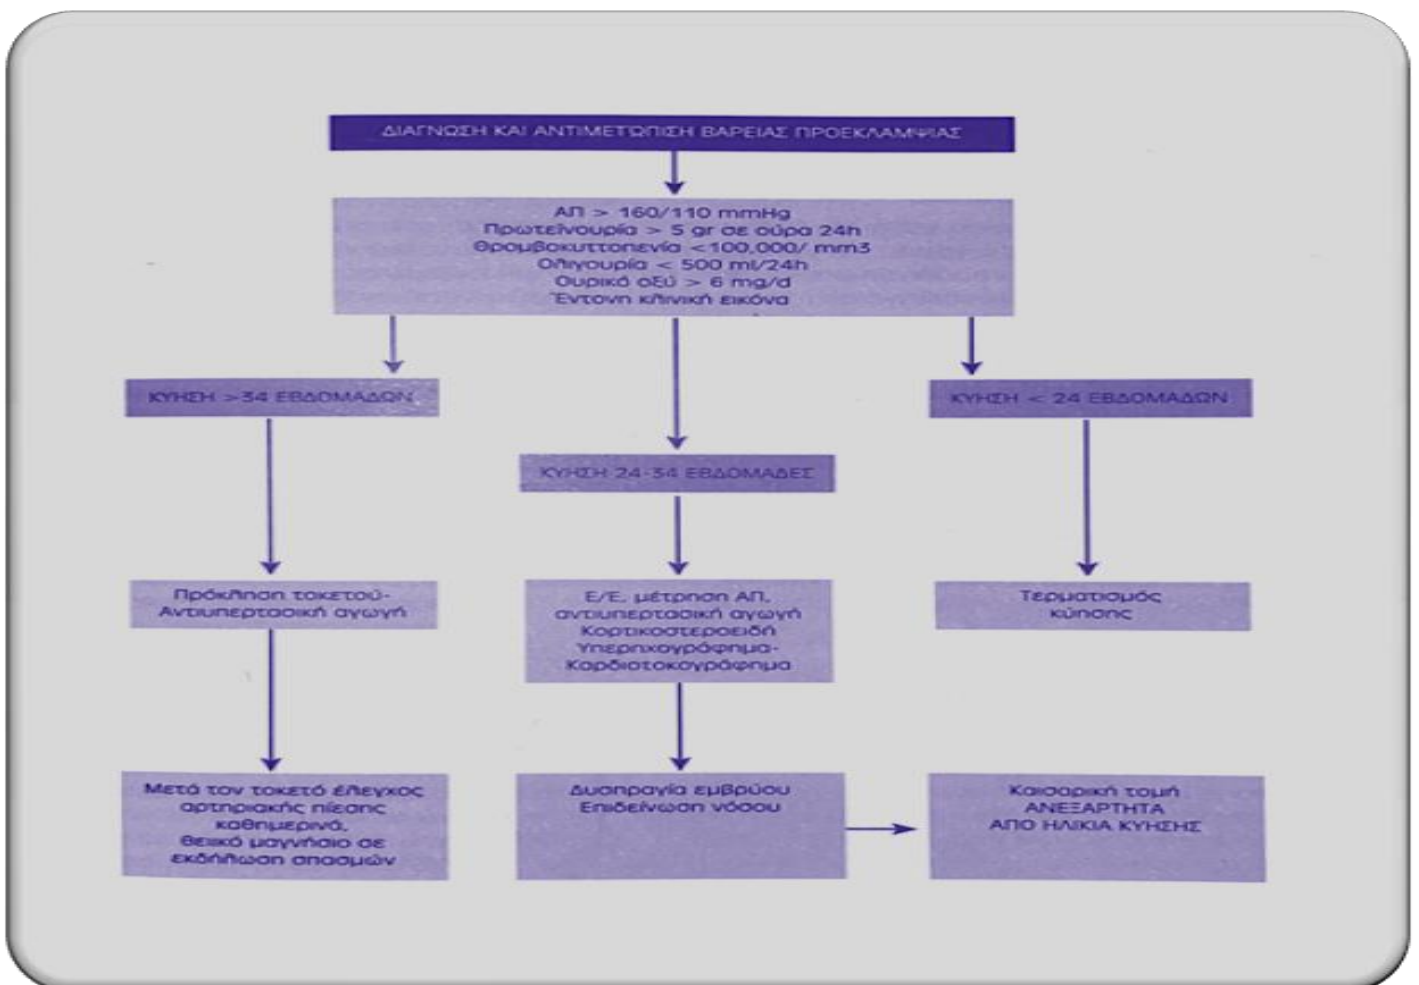 ΔΙΑΓΝΩΣΗ ΚΑΙ ΑΝΤΙΜΕΤΩΠΙΣΗ ΒΑΡΕΙΑΣ ΠΡΟΕΚΛΑΜΨΙΑΣ
ΑΠ > 160/110 mmHg
Πρωτεϊνουρία > 5 gr σε ούρα 24h
Θρομβοκυττοπενία <100,000/ mm3
Ολιγουρία < 500 ml/24h
Ουρικό οξύ > 6 mg/d
Έντονη κλινική εικόνα
ΚΥΗΣΗ >34 ΕΒΔΟΜΑΔΩΝ
ΚΥΗΣΗ < 24 ΕΒΔΟΜΑΔΩΝ
ΚΥΗΣΗ 24-34 ΕΒΔΟΜΑΔΕΣ
Πρόκληση τοκετού-
Αντιυπερτασική αγωγή
Ε/Ε, μέτρηση ΑΠ,
αντιυπερτασική αγωγή
Κορτικοστεροειδή
Υπερηχογράφημα-
Καρδιοτοκογράφημα
Τερματισμός
κύησης
Μετά τον τοκετό έλεγχος
αρτηριακής πίεσης
καθημερινά,
θειικό μαγνήσιο σε
εκδήλωση σπασμών
Δυσπραγία εμβρύου
Επιδείνωση νόσου
Καισαρική τομή
ΑΝΕΞΑΡΤΗΤΑ
ΑΠΟ ΗΛΙΚΙΑ ΚΥΗΣΗΣ